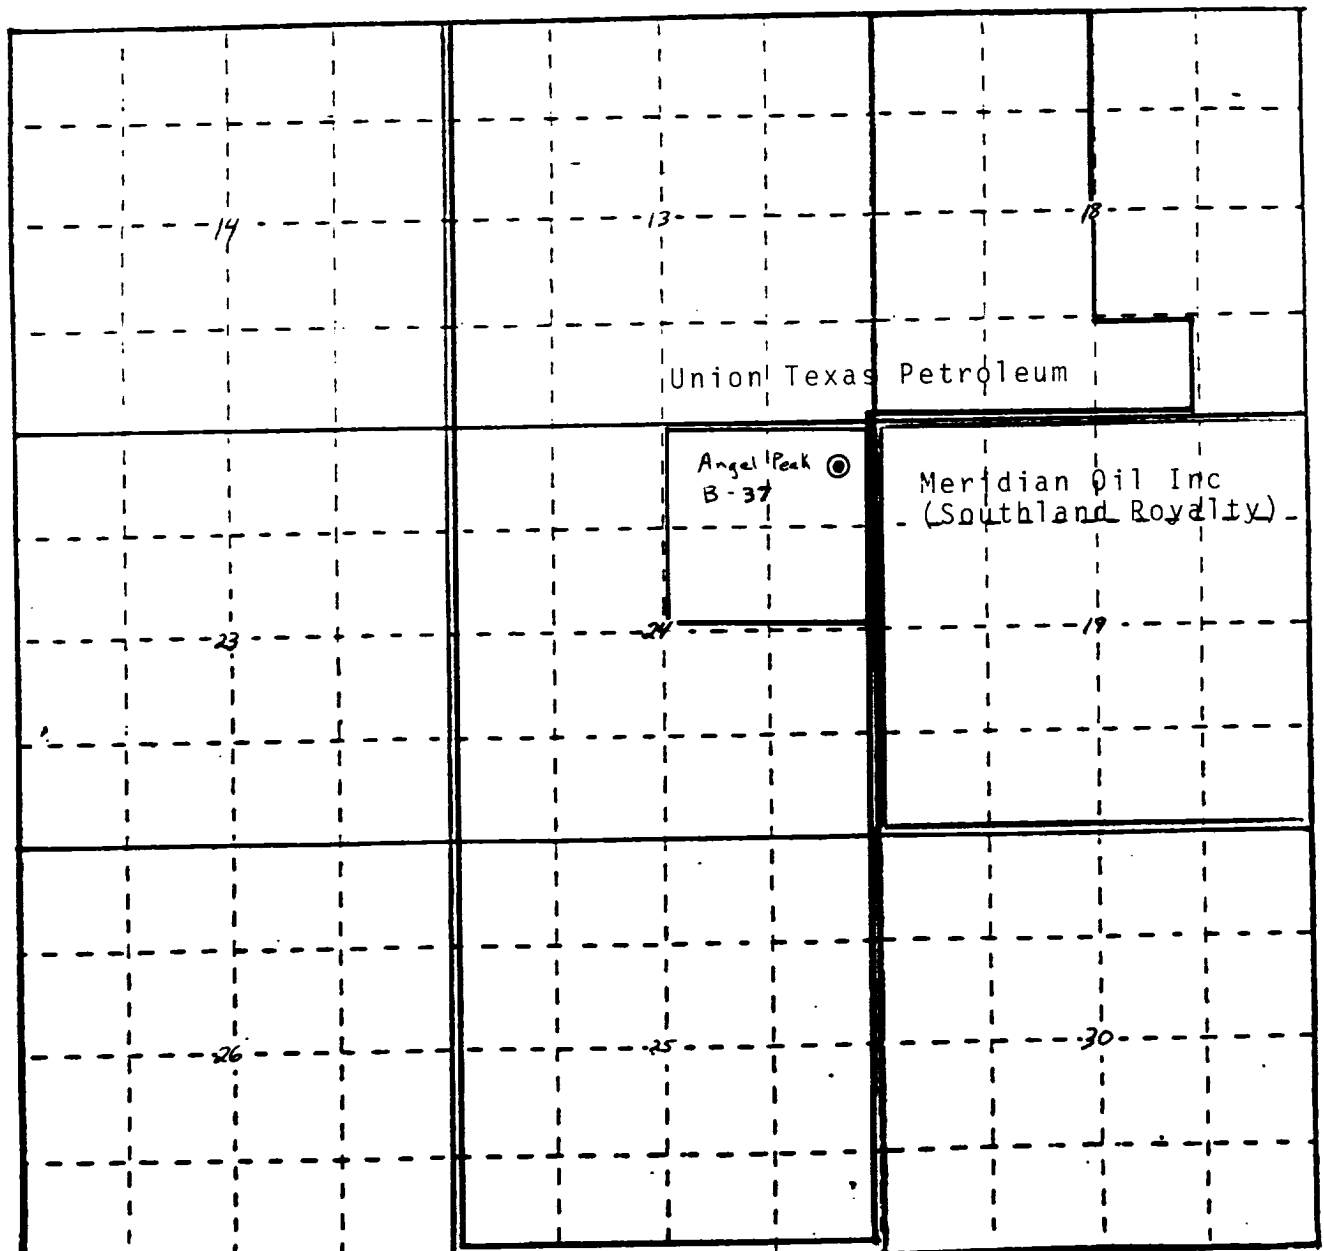 14
13
18
Union Texas Petroleum
Angel Peak
B-37
Meridian Oil Inc
(Southland Royalty)
23
24
19
26
25
30